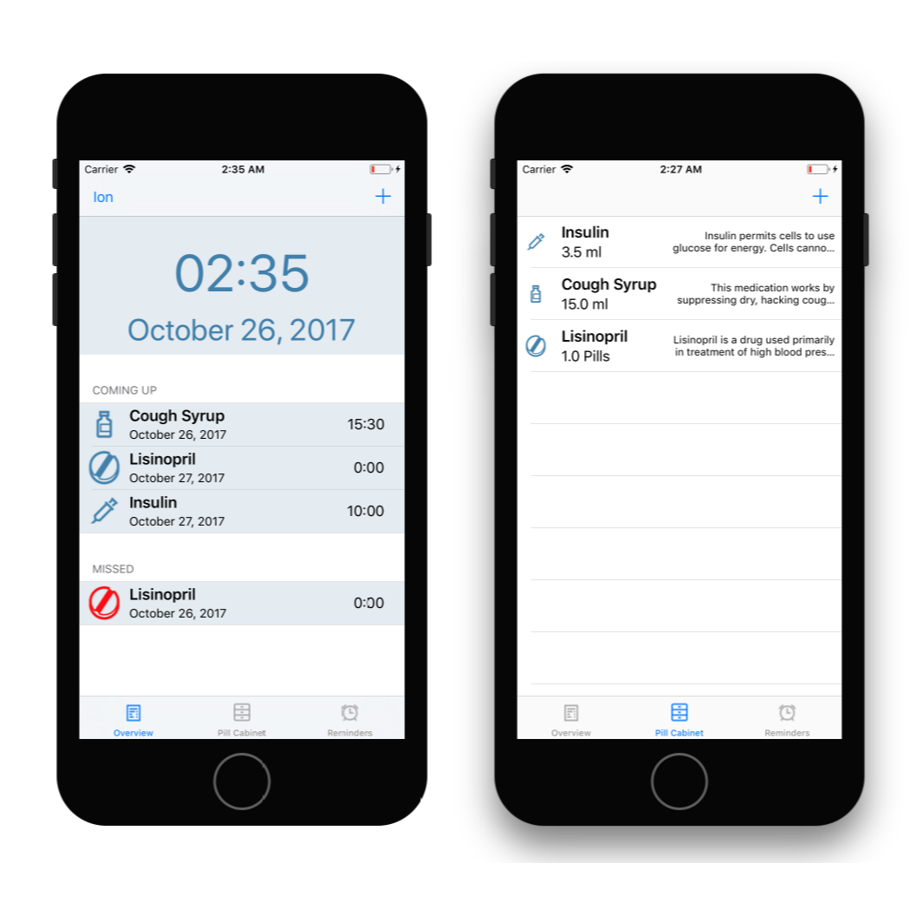 Carrier 2:35 AM
Ion
02:35
October 26, 2017
COMING UP
Cough Syrup
October 26, 2017
15:30
Lisinopril
October 27, 2017
0:00
Insulin
October 27, 2017
10:00
MISSED
Lisinopril
October 26, 2017
0:00
Overview Pill Cabinet Reminders
Carrier 2:27 AM
Insulin
3.5 ml
Insulin permits cells to use
glucose for energy. Cells canno...
Cough Syrup
15.0 ml
This medication works by
suppressing dry, hacking coug...
Lisinopril
1.0 Pills
Lisinopril is a drug used primarily
in treatment of high blood pres...
Overview Pill Cabinet Reminders